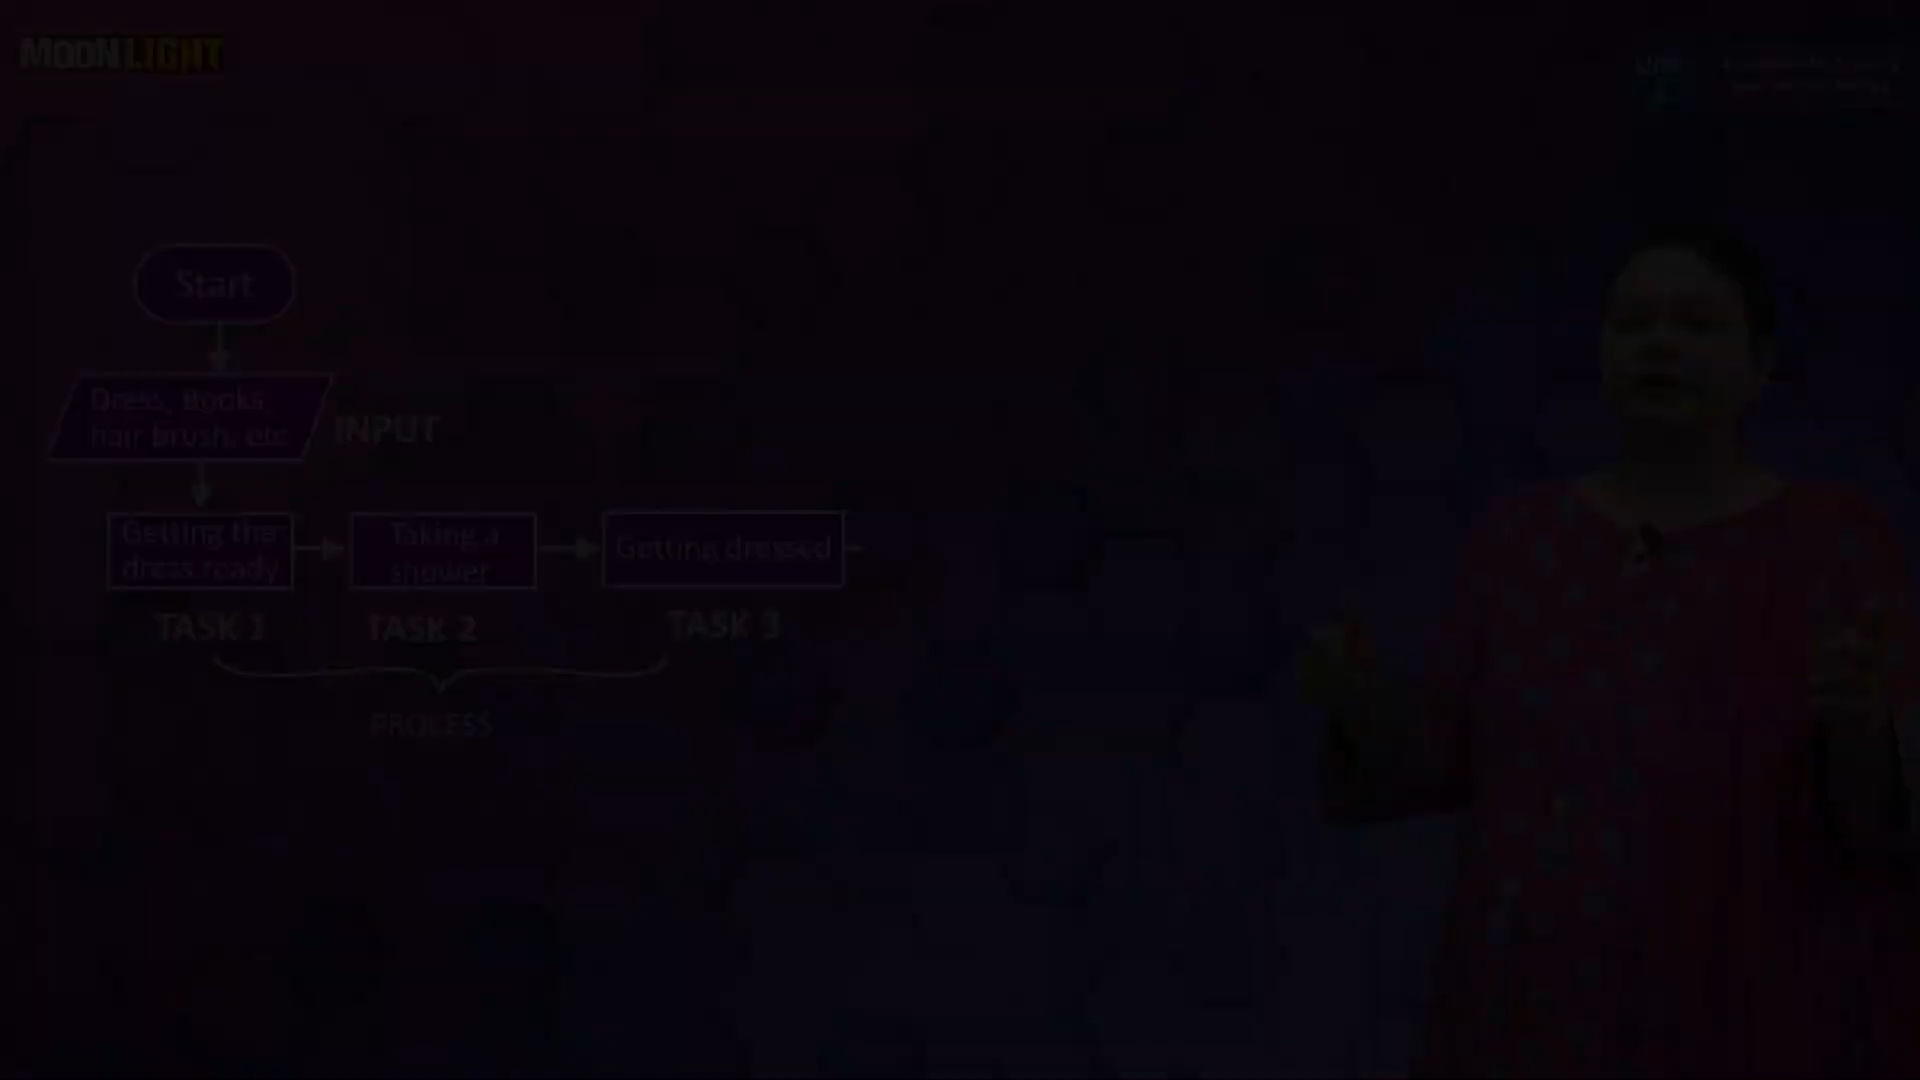 MOONLIGHT
Start
Dress, Books
hair brush, etc
INPUT
Getting the
dress ready
Taking a
shower
Getting dressed
TASK 1
TASK 2
TASK 3
PROCESS